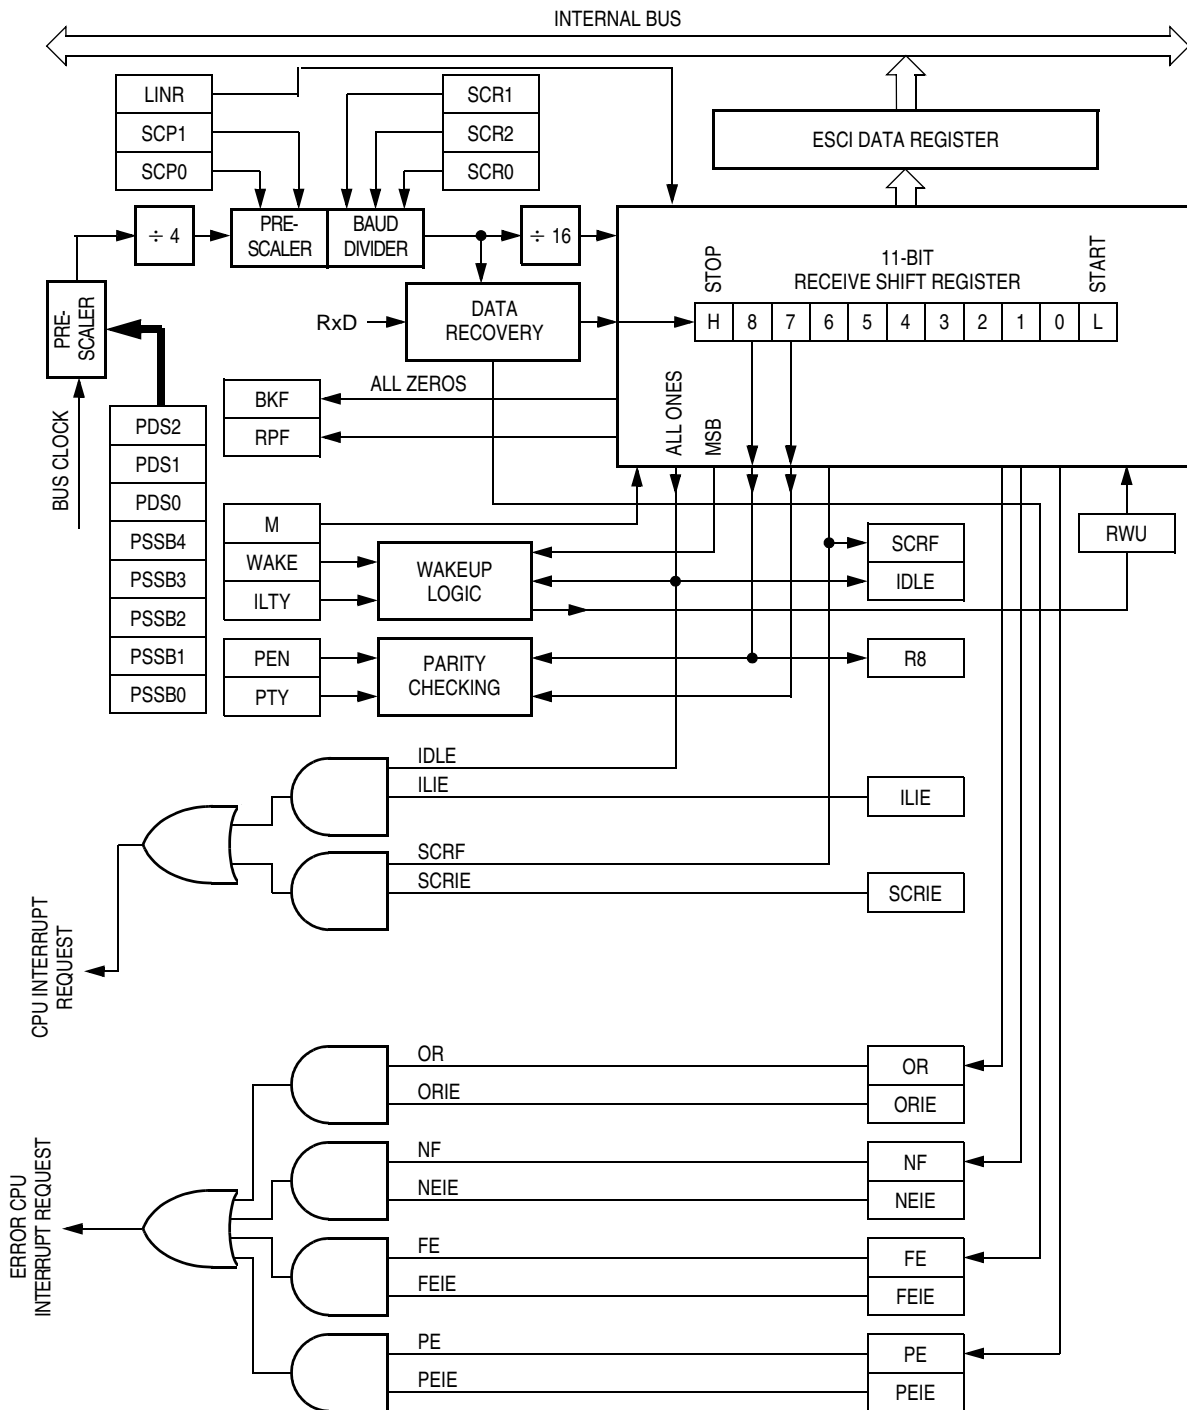 INTERNAL BUS
LINR
SCP1
SCP0
SCR1
SCR2
SCR0
ESCI DATA REGISTER
÷ 4
PRE-
SCALER
BAUD
DIVIDER
÷ 16
PRE-
SCALER
BUS CLOCK
RxD
DATA
RECOVERY
STOP
11-BIT
RECEIVE SHIFT REGISTER
START
H 8 7 6 5 4 3 2 1 0 L
ALL ZEROS
ALL ONES
MSB
BKF
RPF
PDS2
PDS1
PDS0
PSSB4
PSSB3
PSSB2
PSSB1
PSSB0
M
WAKE
ILTY
WAKEUP
LOGIC
SCRF
IDLE
RWU
PEN
PTY
PARITY
CHECKING
R8
IDLE
ILIE
ILIE
SCRF
SCRIE
SCRIE
CPU INTERRUPT
REQUEST
OR
OR
ORIE
ORIE
NF
NF
NEIE
NEIE
FE
FE
FEIE
FEIE
PE
PE
PEIE
PEIE
ERROR CPU
INTERRUPT REQUEST